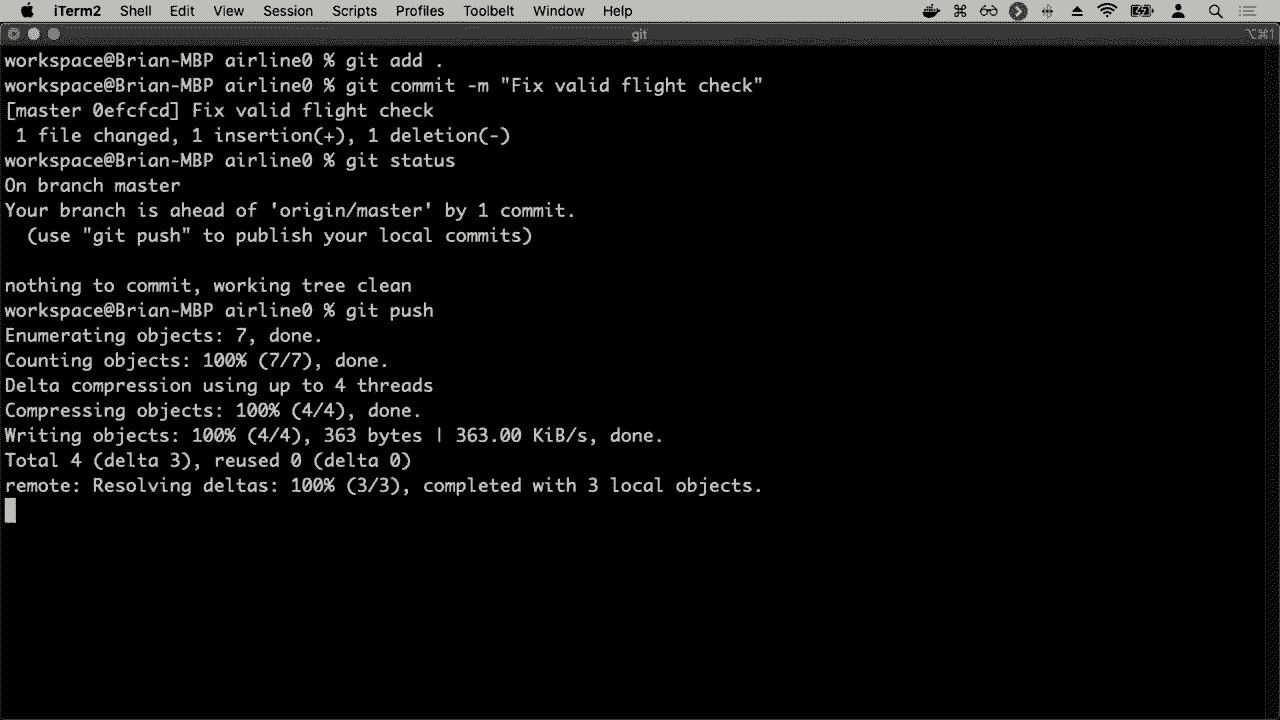 iTerm2 Shell Edit View Session Scripts Profiles Toolbelt Window Help
git ⌥⌘1
workspace@Brian-MBP airline0 % git add .
workspace@Brian-MBP airline0 % git commit -m "Fix valid flight check"
[master 0efcfcd] Fix valid flight check
 1 file changed, 1 insertion(+), 1 deletion(-)
workspace@Brian-MBP airline0 % git status
On branch master
Your branch is ahead of 'origin/master' by 1 commit.
  (use "git push" to publish your local commits)

nothing to commit, working tree clean
workspace@Brian-MBP airline0 % git push
Enumerating objects: 7, done.
Counting objects: 100% (7/7), done.
Delta compression using up to 4 threads
Compressing objects: 100% (4/4), done.
Writing objects: 100% (4/4), 363 bytes | 363.00 KiB/s, done.
Total 4 (delta 3), reused 0 (delta 0)
remote: Resolving deltas: 100% (3/3), completed with 3 local objects.